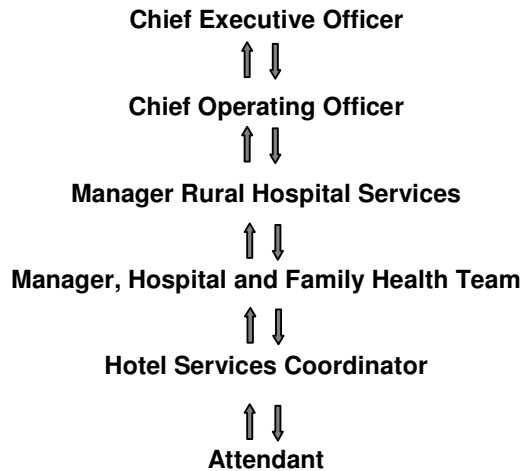 Chief Executive Officer
Chief Operating Officer
Manager Rural Hospital Services
Manager, Hospital and Family Health Team
Hotel Services Coordinator
Attendant